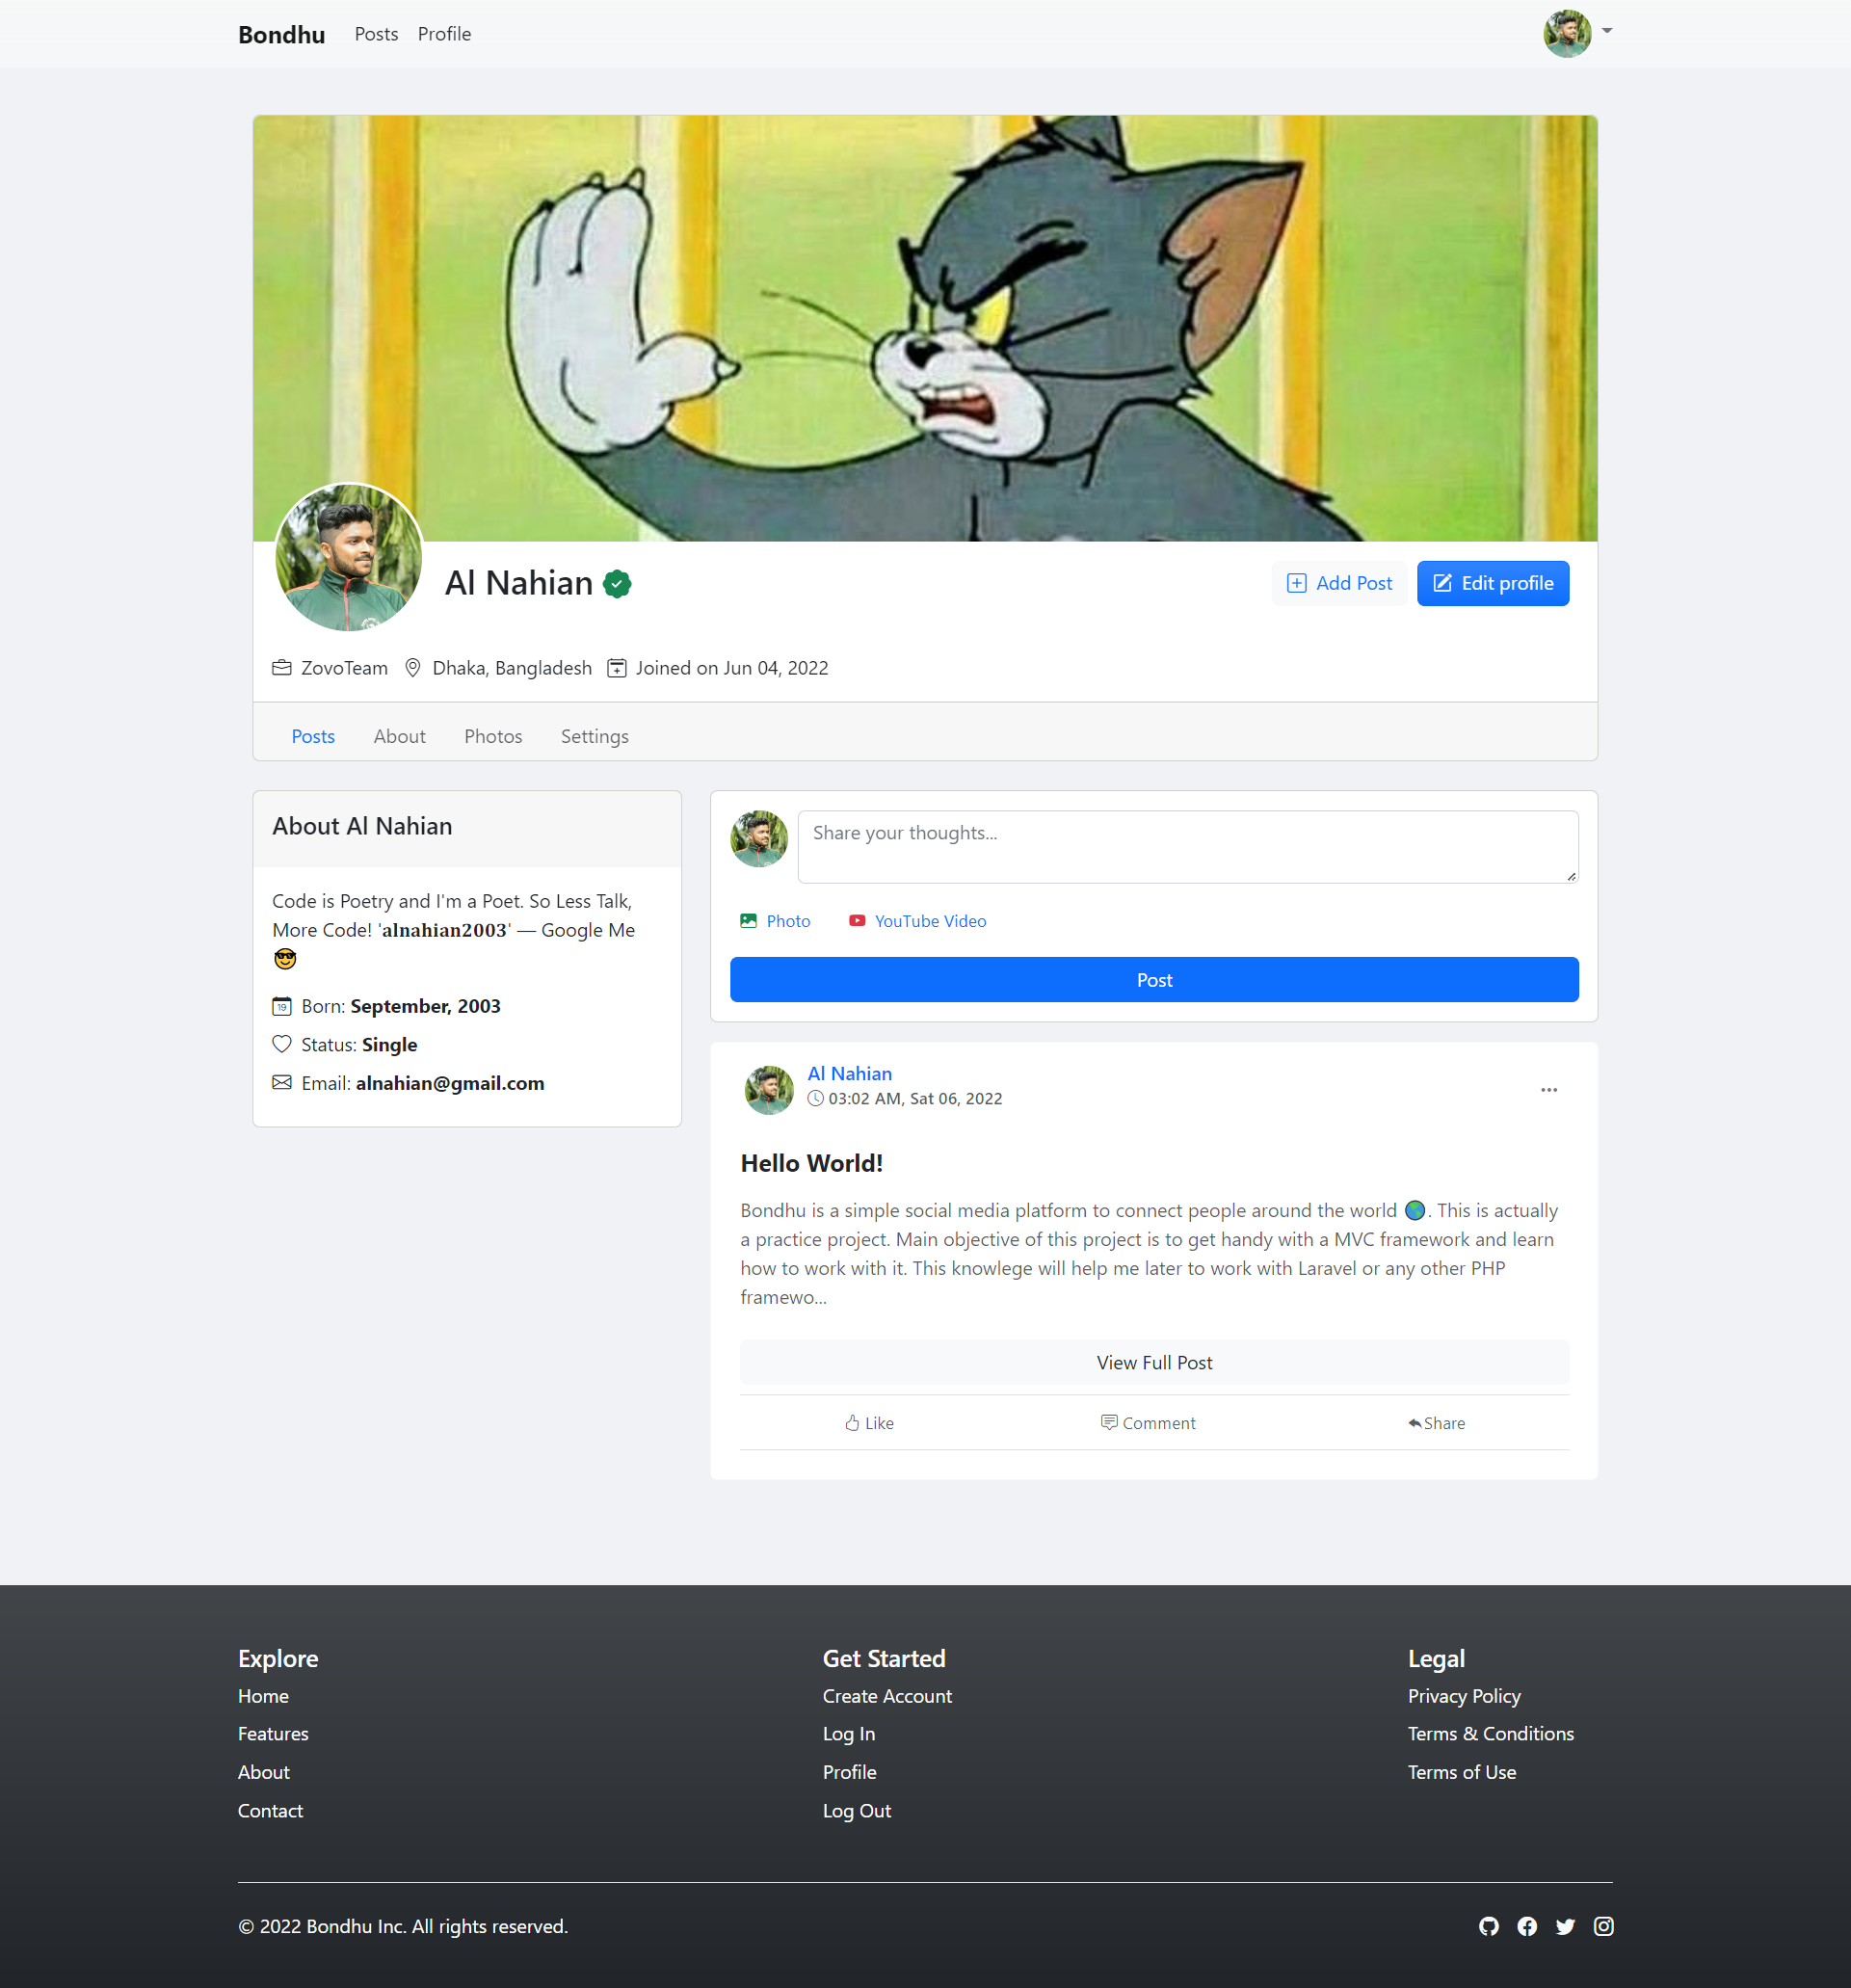 Bondhu Posts Profile
Al Nahian
Add Post Edit profile
ZovoTeam Dhaka, Bangladesh Joined on Jun 04, 2022
Posts About Photos Settings
About Al Nahian
Code is Poetry and I'm a Poet. So Less Talk,
More Code! '𝐚𝐥𝐧𝐚𝐡𝐢𝐚𝐧𝟐𝟎𝟎𝟑' — Google Me
😎
19 Born: September, 2003
Status: Single
Email: alnahian@gmail.com
Share your thoughts...
Photo YouTube Video
Post
Al Nahian
03:02 AM, Sat 06, 2022
Hello World!
Bondhu is a simple social media platform to connect people around the world 🌎. This is actually
a practice project. Main objective of this project is to get handy with a MVC framework and learn
how to work with it. This knowlege will help me later to work with Laravel or any other PHP
framewo...
View Full Post
Like Comment Share
Explore
Home
Features
About
Contact
Get Started
Create Account
Log In
Profile
Log Out
Legal
Privacy Policy
Terms & Conditions
Terms of Use
© 2022 Bondhu Inc. All rights reserved.